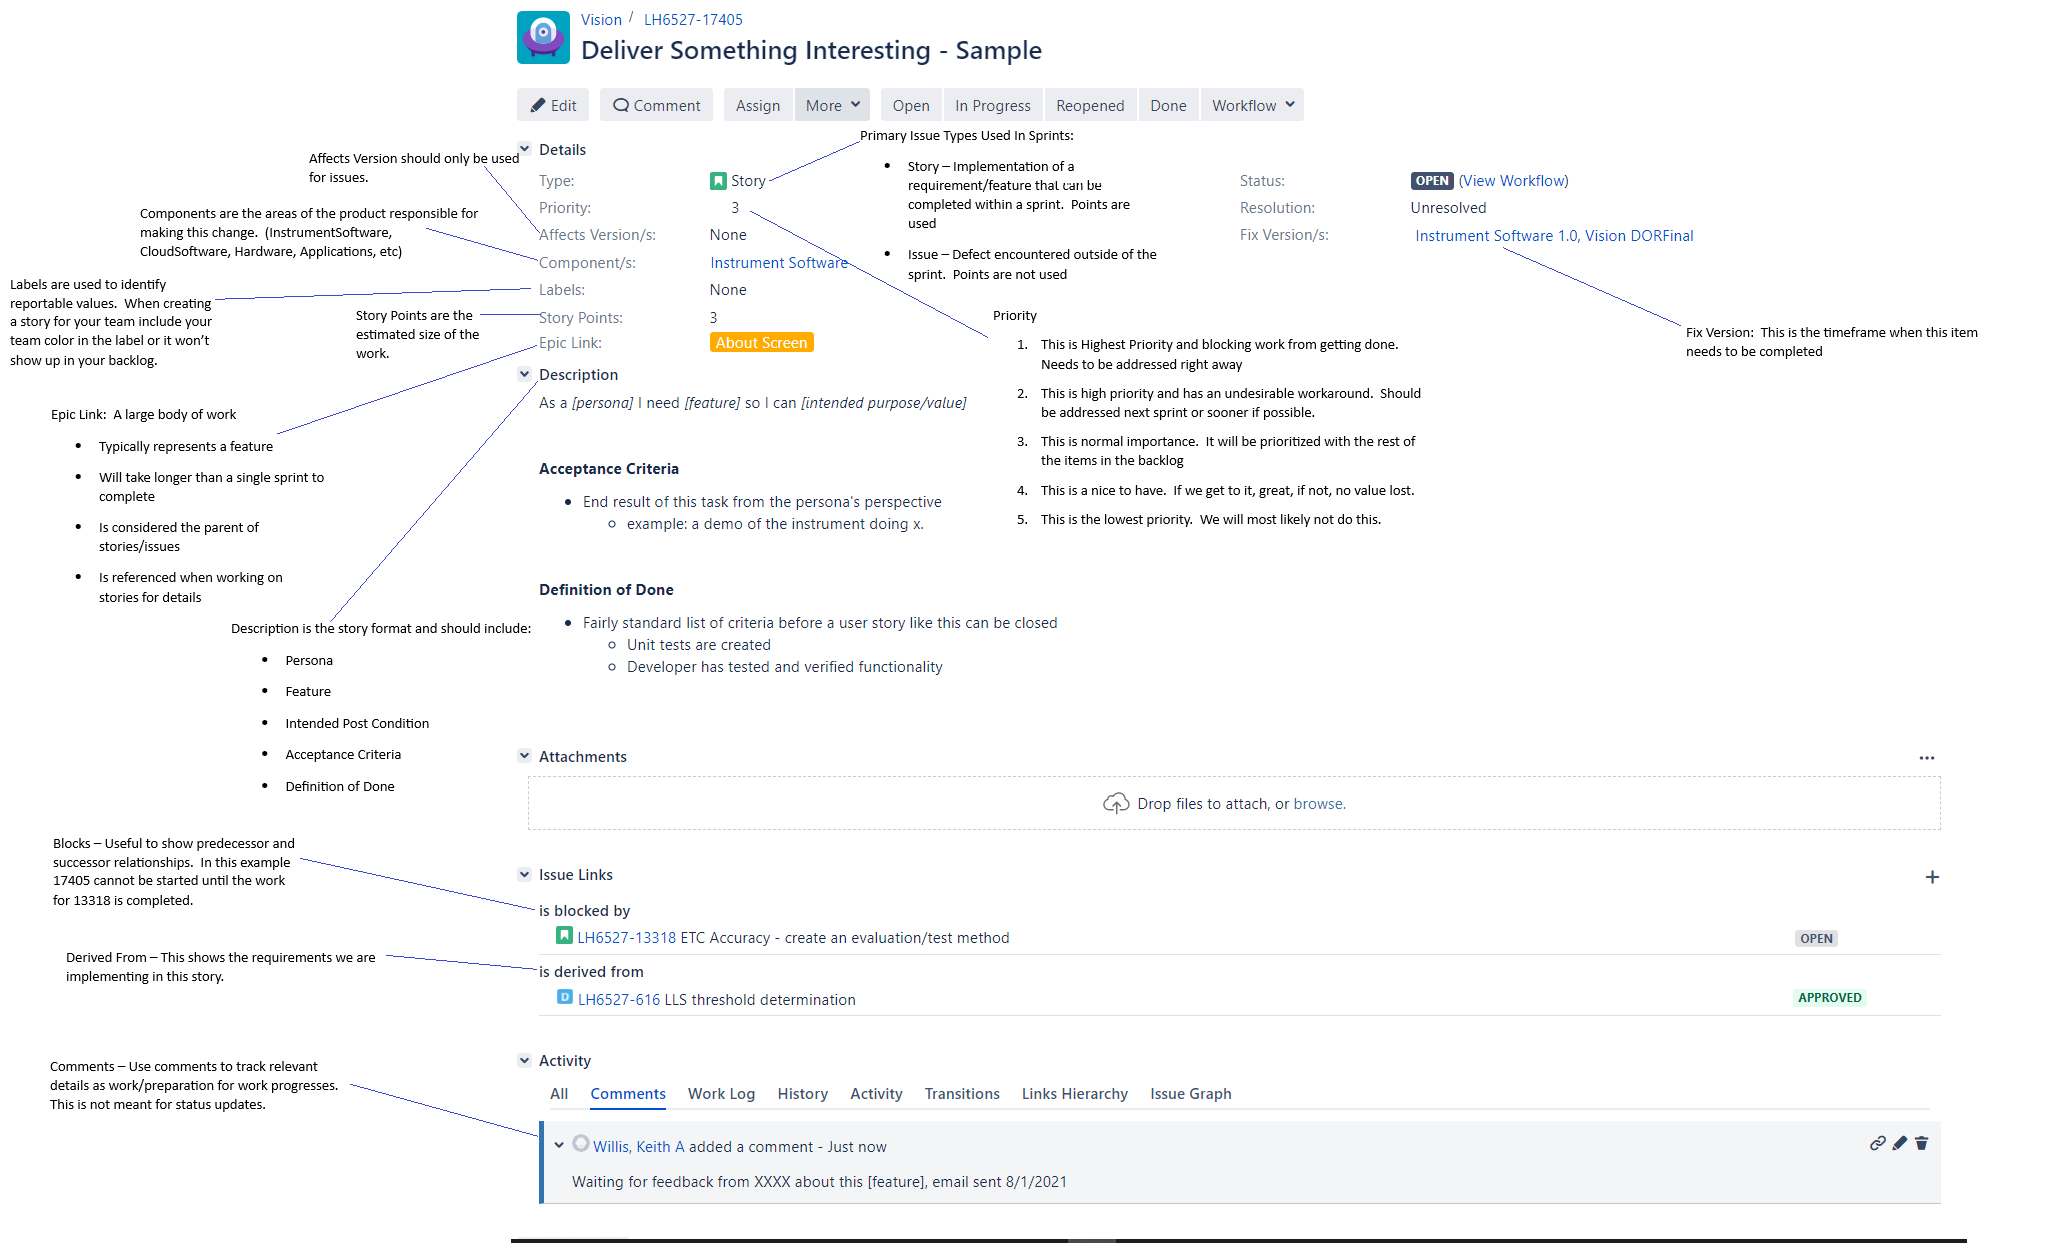 Vision / LH6527-17405
Deliver Something Interesting - Sample
Edit
Comment
Assign
More
Open
In Progress
Reopened
Done
Workflow
Primary Issue Types Used In Sprints:
• Story – Implementation of a
requirement/feature that can be
completed within a sprint. Points are
used
• Issue – Defect encountered outside of the
sprint. Points are not used
Affects Version should only be used
for issues.
Components are the areas of the product responsible for
making this change. (InstrumentSoftware,
CloudSoftware, Hardware, Applications, etc)
Labels are used to identify
reportable values. When creating
a story for your team include your
team color in the label or it won't
show up in your backlog.
Story Points are the
estimated size of the
work.
Details
Type: Story
Priority: 3
Affects Version/s: None
Component/s: Instrument Software
Labels: None
Story Points: 3
Epic Link: About Screen
Status: OPEN (View Workflow)
Resolution: Unresolved
Fix Version/s: Instrument Software 1.0, Vision DORFinal
Fix Version: This is the timeframe when this item
needs to be completed
Priority
1. This is Highest Priority and blocking work from getting done.
Needs to be addressed right away
2. This is high priority and has an undesirable workaround. Should
be addressed next sprint or sooner if possible.
3. This is normal importance. It will be prioritized with the rest of
the items in the backlog
4. This is a nice to have. If we get to it, great, if not, no value lost.
5. This is the lowest priority. We will most likely not do this.
Epic Link: A large body of work
• Typically represents a feature
• Will take longer than a single sprint to
complete
• Is considered the parent of
stories/issues
• Is referenced when working on
stories for details
Description
As a [persona] I need [feature] so I can [intended purpose/value]
Acceptance Criteria
• End result of this task from the persona's perspective
○ example: a demo of the instrument doing x.
Definition of Done
• Fairly standard list of criteria before a user story like this can be closed
○ Unit tests are created
○ Developer has tested and verified functionality
Description is the story format and should include:
• Persona
• Feature
• Intended Post Condition
• Acceptance Criteria
• Definition of Done
Attachments
Drop files to attach, or browse.
Blocks – Useful to show predecessor and
successor relationships. In this example
17405 cannot be started until the work
for 13318 is completed.
Issue Links
is blocked by
LH6527-13318 ETC Accuracy - create an evaluation/test method OPEN
Derived From – This shows the requirements we are
implementing in this story.
is derived from
D LH6527-616 LLS threshold determination APPROVED
Comments – Use comments to track relevant
details as work/preparation for work progresses.
This is not meant for status updates.
Activity
All Comments Work Log History Activity Transitions Links Hierarchy Issue Graph
Willis, Keith A added a comment - Just now
Waiting for feedback from XXXX about this [feature], email sent 8/1/2021